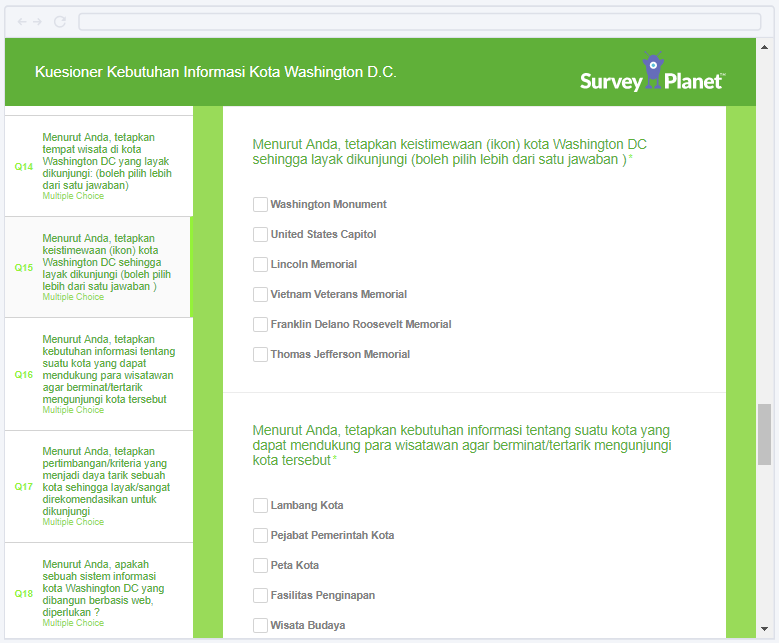 Kuesioner Kebutuhan Informasi Kota Washington D.C.
Survey Planet™
Q14
Menurut Anda, tetapkan
tempat wisata di kota
Washington DC yang layak
dikunjungi: (boleh pilih lebih
dari satu jawaban)
Multiple Choice
Q15
Menurut Anda, tetapkan
keistimewaan (ikon) kota
Washington DC sehingga
layak dikunjungi (boleh pilih
lebih dari satu jawaban )
Multiple Choice
Q16
Menurut Anda, tetapkan
kebutuhan informasi tentang
suatu kota yang dapat
mendukung para wisatawan
agar berminat/tertarik
mengunjungi kota tersebut
Multiple Choice
Q17
Menurut Anda, tetapkan
pertimbangan/kriteria yang
menjadi daya tarik sebuah
kota sehingga layak/sangat
direkomendasikan untuk
dikunjungi
Multiple Choice
Q18
Menurut Anda, apakah
sebuah sistem informasi
kota Washington DC yang
dibangun berbasis web,
diperlukan ?
Multiple Choice
Menurut Anda, tetapkan keistimewaan (ikon) kota Washington DC
sehingga layak dikunjungi (boleh pilih lebih dari satu jawaban ) *
Washington Monument
United States Capitol
Lincoln Memorial
Vietnam Veterans Memorial
Franklin Delano Roosevelt Memorial
Thomas Jefferson Memorial
Menurut Anda, tetapkan kebutuhan informasi tentang suatu kota yang
dapat mendukung para wisatawan agar berminat/tertarik mengunjungi
kota tersebut *
Lambang Kota
Pejabat Pemerintah Kota
Peta Kota
Fasilitas Penginapan
Wisata Budaya